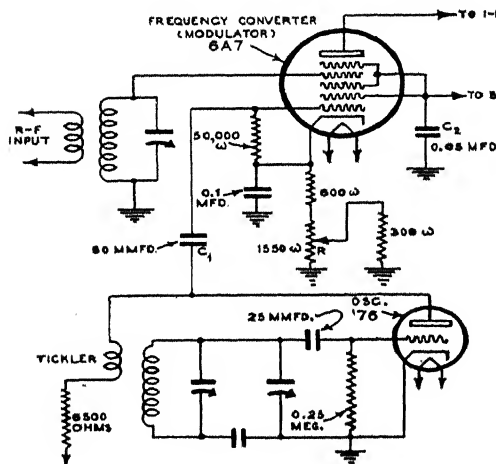 FREQUENCY CONVERTER
(MODULATOR)
6A7
TO I-
TO B
R-F
INPUT
50,000
ω
0.1
MFD.
C2
0.05 MFD
600 ω
1550 ω
R
300 ω
80 MMFD.
C1
OSC.
'76
25 MMFD.
TICKLER
6500
OHMS
0.25
MEG.